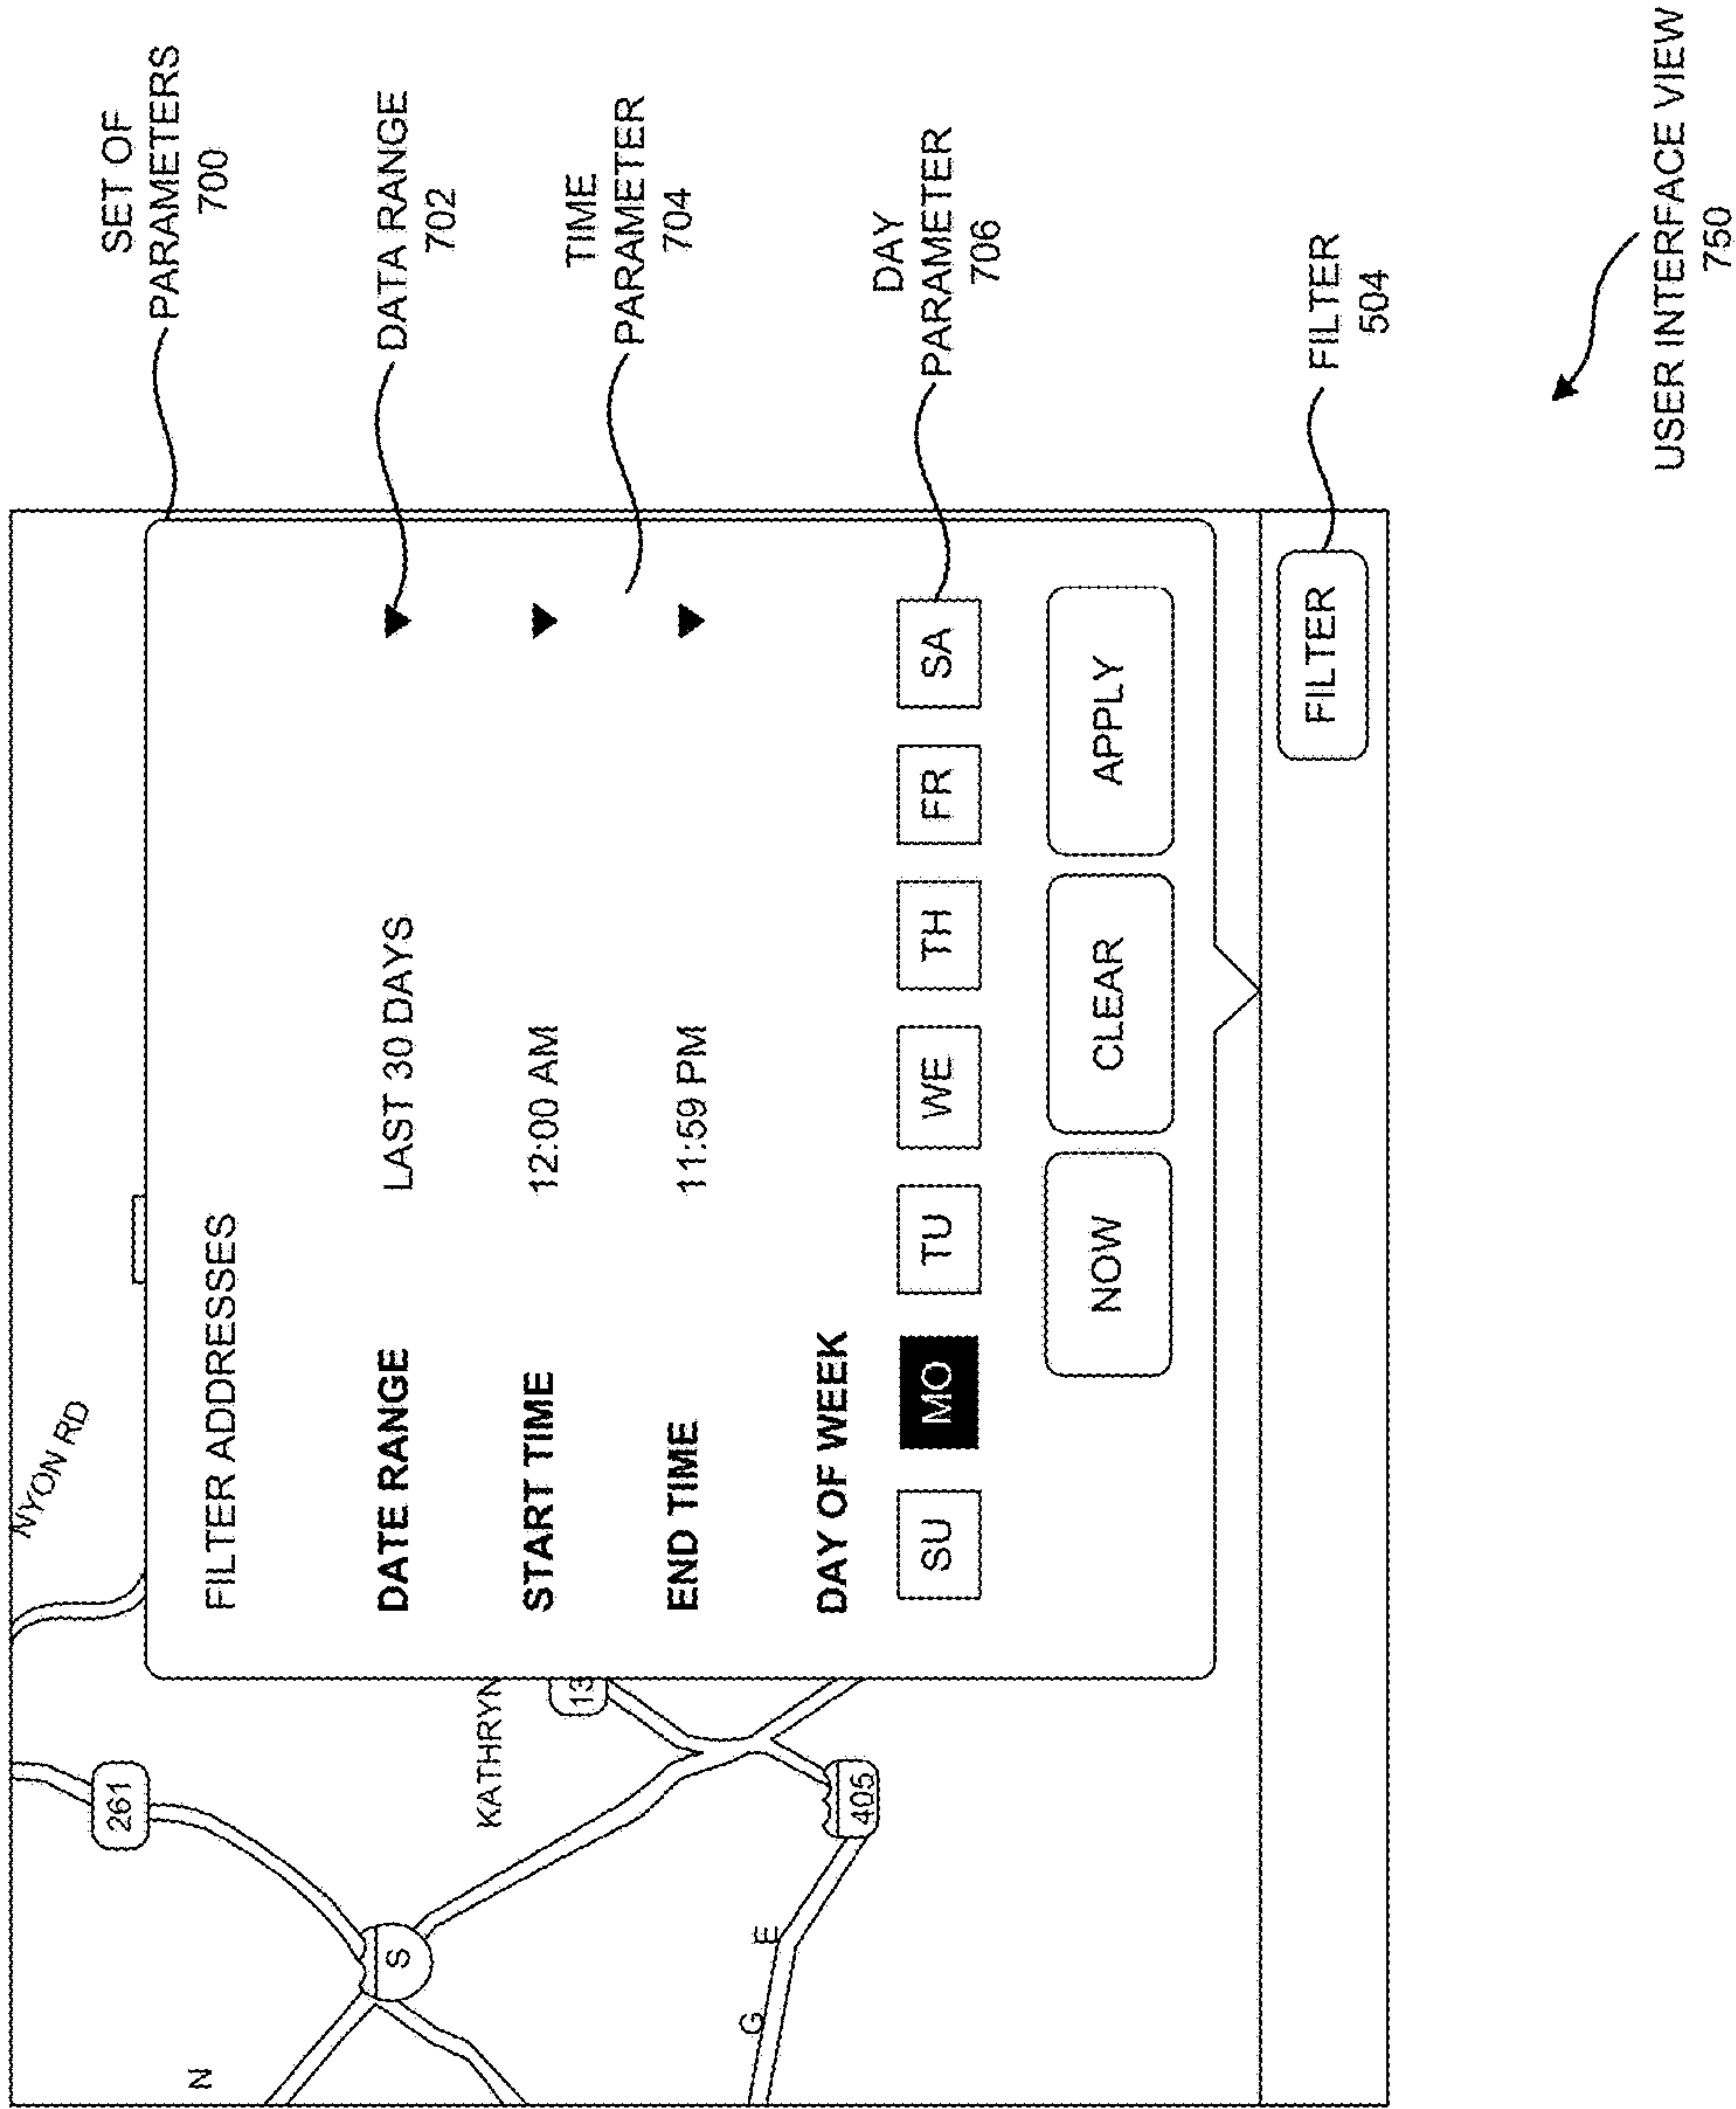 NYON RD
261
N
S
KATHRYN
13
G E
405
FILTER ADDRESSES
DATE RANGE LAST 30 DAYS
START TIME 12:00 AM
END TIME 11:59 PM
DAY OF WEEK
SU MO TU WE TH FR SA
NOW CLEAR APPLY
FILTER
SET OF
PARAMETERS
700
DATA RANGE
702
TIME
PARAMETER
704
DAY
PARAMETER
706
FILTER
504
USER INTERFACE VIEW
750